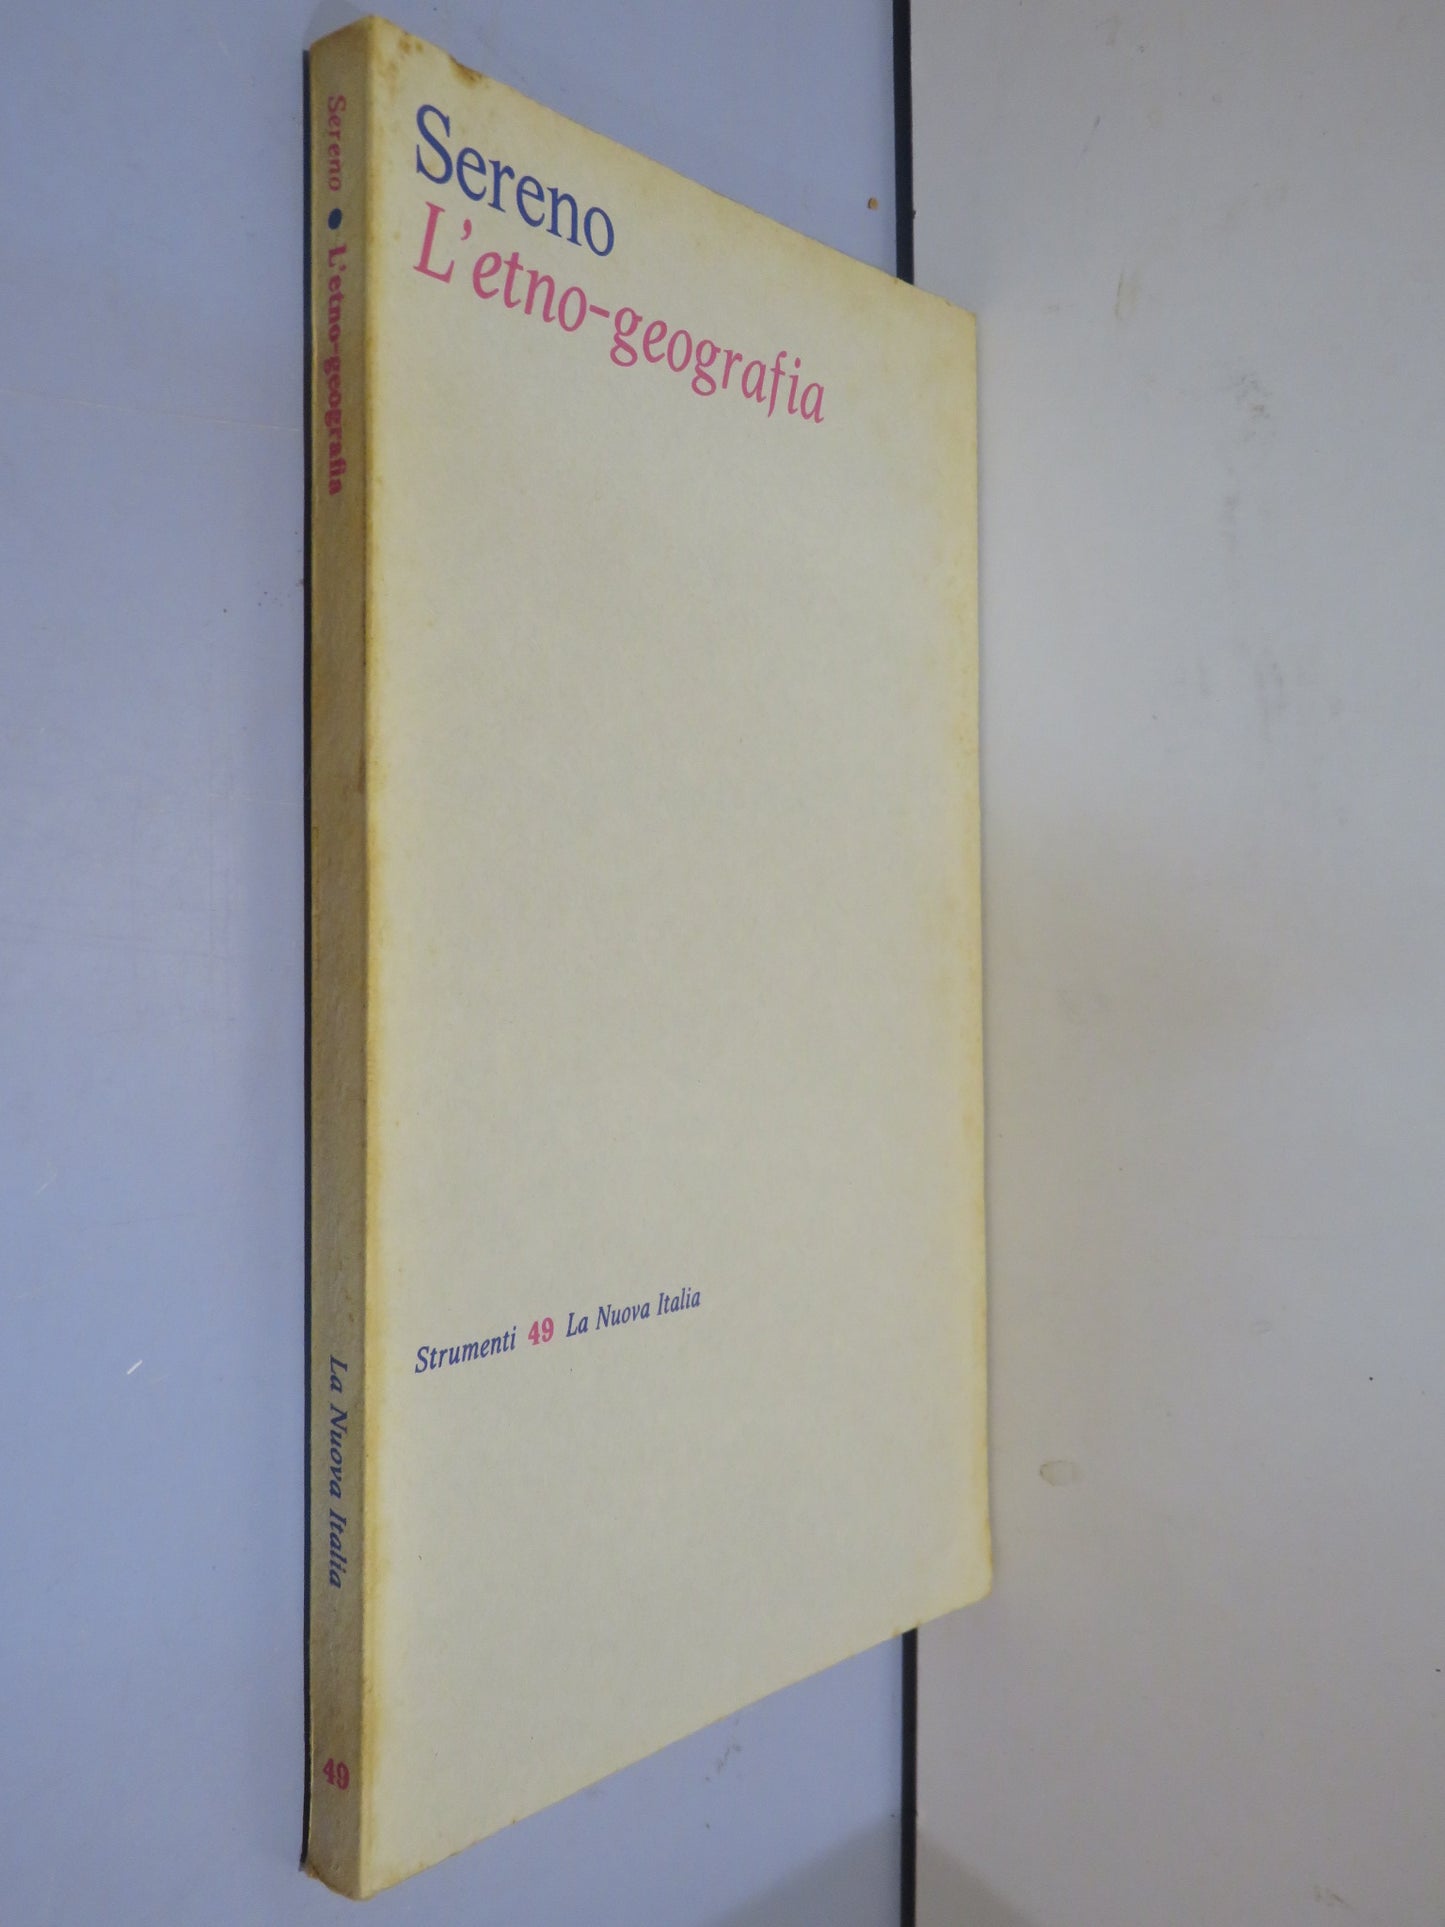 Sereno
L'etno-geografia
Strumenti 49 La Nuova Italia
Sereno • L'etno-geografia
La Nuova Italia
49